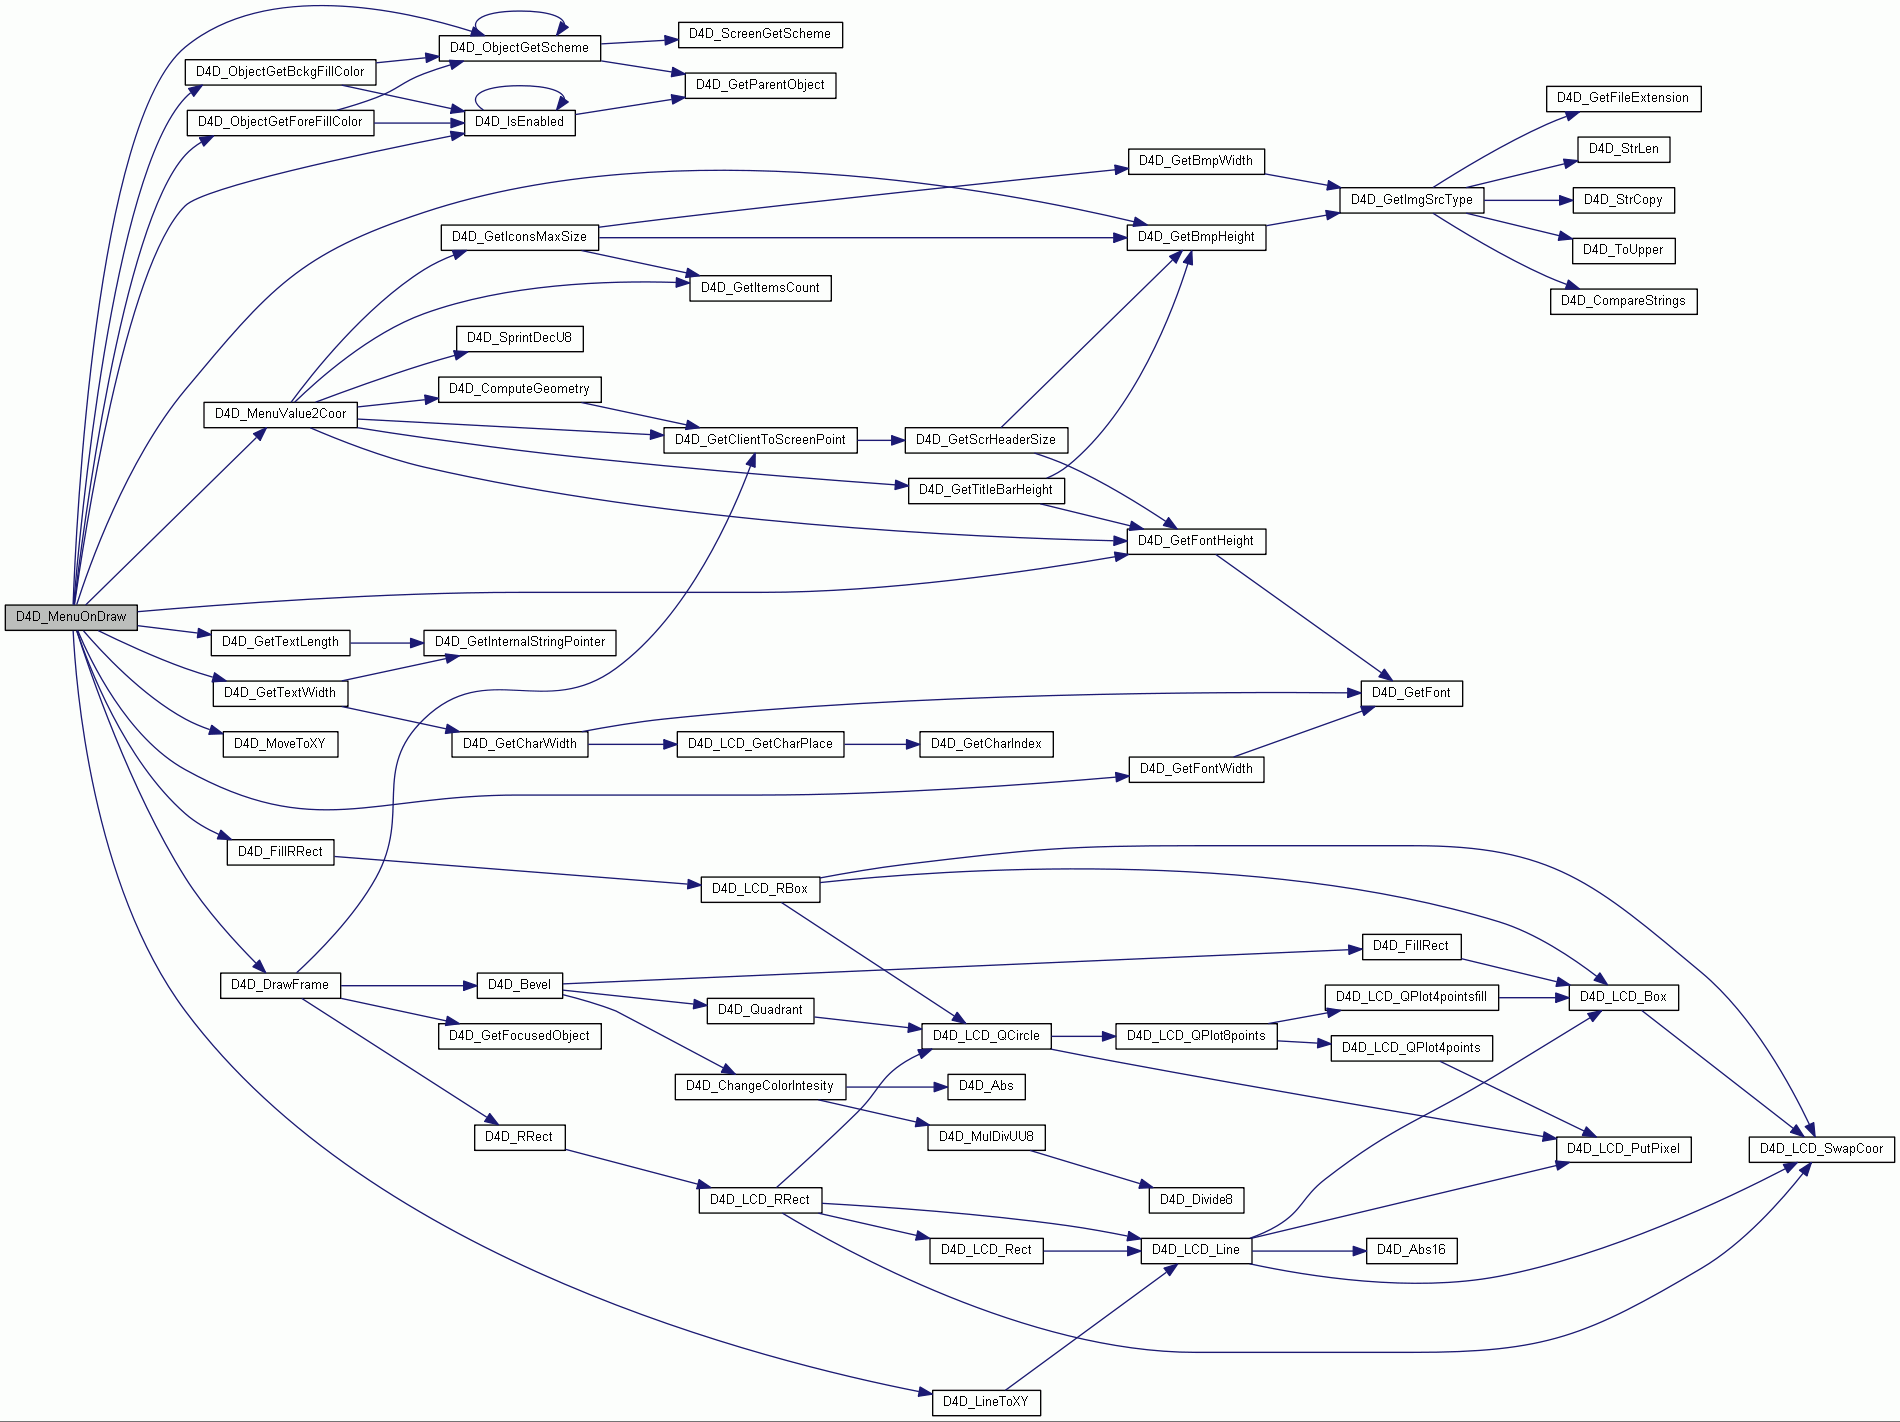 D4D_ObjectGetScheme
D4D_ScreenGetScheme
D4D_ObjectGetBckgFillColor
D4D_GetParentObject
D4D_ObjectGetForeFillColor
D4D_IsEnabled
D4D_GetFileExtension
D4D_StrLen
D4D_GetBmpWidth
D4D_GetImgSrcType
D4D_StrCopy
D4D_GetIconsMaxSize
D4D_GetBmpHeight
D4D_ToUpper
D4D_GetItemsCount
D4D_CompareStrings
D4D_SprintDecU8
D4D_ComputeGeometry
D4D_MenuValue2Coor
D4D_GetClientToScreenPoint
D4D_GetScrHeaderSize
D4D_GetTitleBarHeight
D4D_GetFontHeight
D4D_MenuOnDraw
D4D_GetTextLength
D4D_GetInternalStringPointer
D4D_GetTextWidth
D4D_GetFont
D4D_MoveToXY
D4D_GetCharWidth
D4D_LCD_GetCharPlace
D4D_GetCharIndex
D4D_GetFontWidth
D4D_FillRRect
D4D_LCD_RBox
D4D_FillRect
D4D_DrawFrame
D4D_Bevel
D4D_Quadrant
D4D_LCD_QPlot4pointsfill
D4D_LCD_Box
D4D_GetFocusedObject
D4D_LCD_QCircle
D4D_LCD_QPlot8points
D4D_LCD_QPlot4points
D4D_ChangeColorIntesity
D4D_Abs
D4D_RRect
D4D_MulDivUU8
D4D_LCD_PutPixel
D4D_LCD_SwapCoor
D4D_LCD_RRect
D4D_Divide8
D4D_LCD_Rect
D4D_LCD_Line
D4D_Abs16
D4D_LineToXY